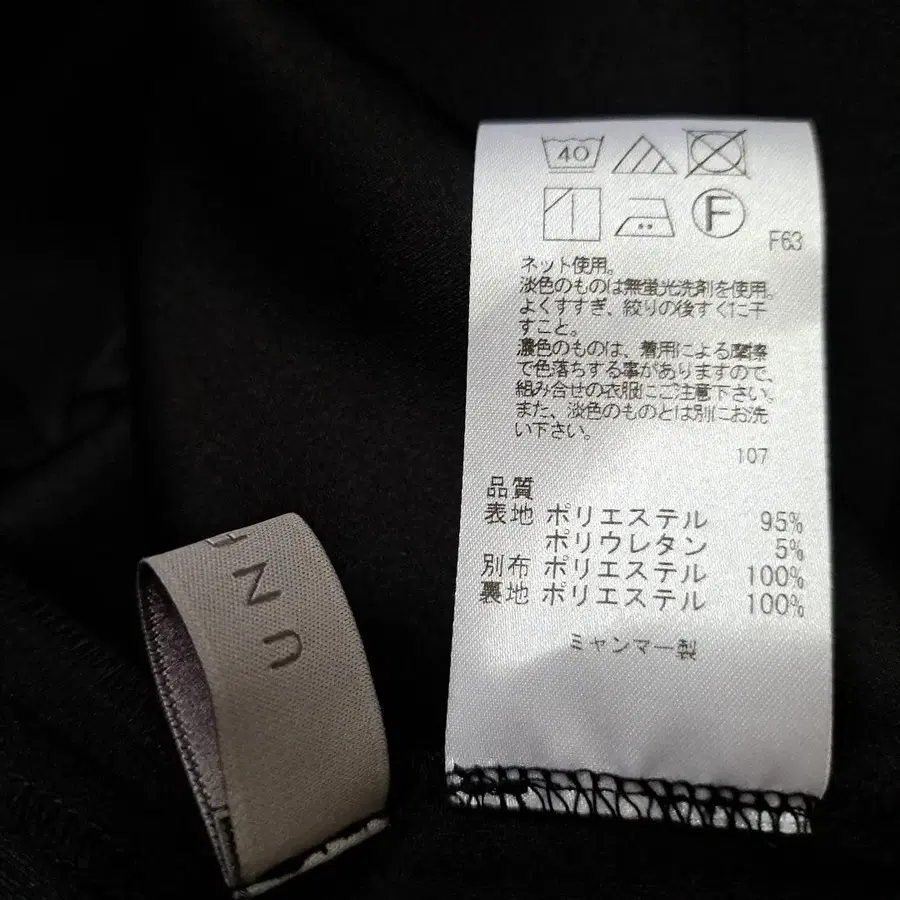 40
F
F63
ネット使用。
淡色のものは無蛍光洗剤を使用。
よくすすぎ、絞りの後すぐに干
すこと。
濃色のものは、着用による摩擦
で色落ちする事がありますので、
組み合せの衣服にご注意下さい。
また、淡色のものとは別にお洗
い下さい。
107
品質
表地 ポリエステル 95%
ポリウレタン 5%
別布 ポリエステル 100%
裏地 ポリエステル 100%
ミャンマー製
UN